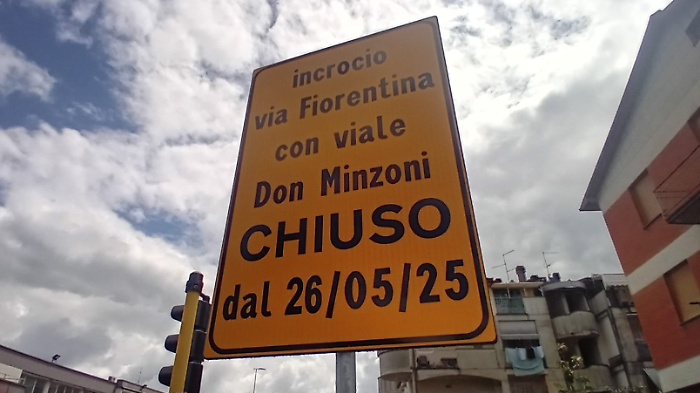 incrocio
via Fiorentina
con viale
Don Minzoni
CHIUSO
dal 26/05/25